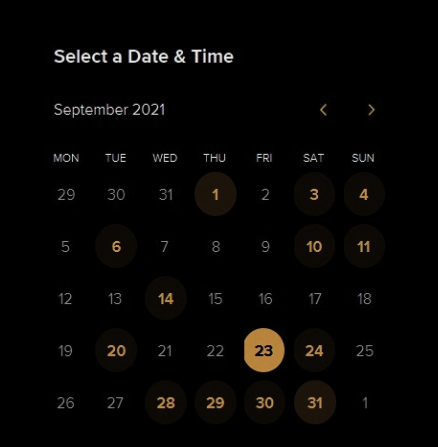 Select a Date & Time
September 2021
MON TUE WED THU FRI SAT SUN
29 30 31 1 2 3 4
5 6 7 8 9 10 11
12 13 14 15 16 17 18
19 20 21 22 23 24 25
26 27 28 29 30 31 1